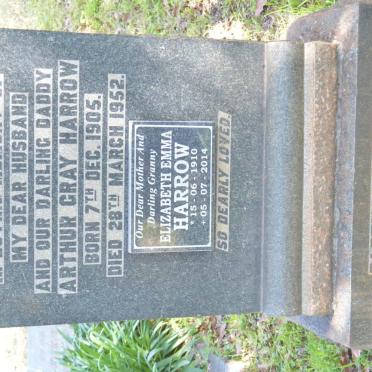 MY DEAR HUSBAND
AND OUR DARLING DADDY
ARTHUR GRAY HARROW
BORN 7TH DEC. 1905.
DIED 28TH MARCH 1952.
Our Dear Mother And
Darling Granny
ELIZABETH EMMA
HARROW
* 15 - 06 - 1910
+ 05 - 07 - 2014
SO DEARLY LOVED.